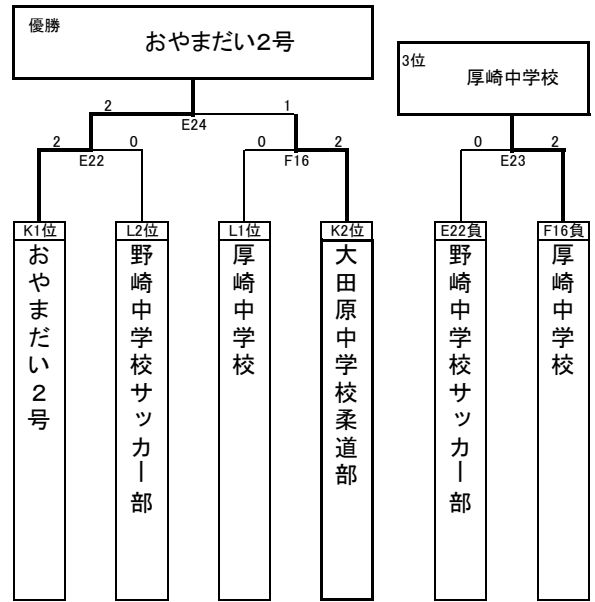 優勝
おやまだい２号
3位
厚崎中学校
2
1
E24
2
0
0
2
0
2
E22
F16
E23
K1位
L2位
L1位
K2位
E22負
F16負
おやまだい２号
野崎中学校サッカー部
厚崎中学校
大田原中学校柔道部
野崎中学校サッカー部
厚崎中学校